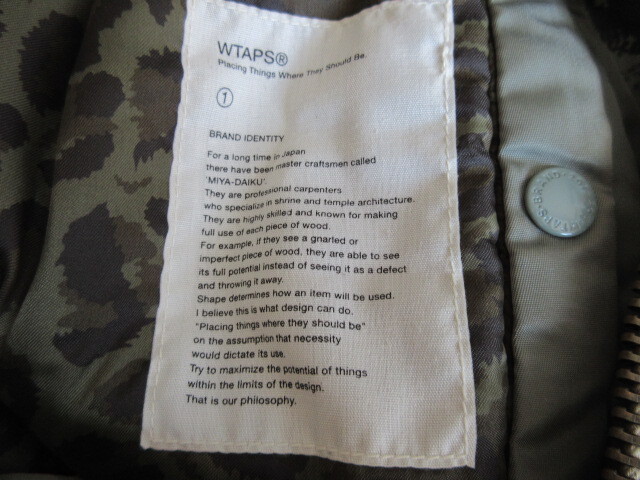 WTAPS®
Placing Things Where They Should Be.
1
BRAND IDENTITY
For a long time in Japan
there have been master craftsmen called
'MIYA-DAIKU'.
They are professional carpenters
who specialize in shrine and temple architecture.
They are highly skilled and known for making
full use of each piece of wood.
For example, if they see a gnarled or
imperfect piece of wood, they are able to see
its full potential instead of seeing it as a defect
and throwing it away.
Shape determines how an item will be used.
I believe this is what design can do.
"Placing things where they should be"
on the assumption that necessity
would dictate its use.
Try to maximize the potential of things
within the limits of the design.
That is our philosophy.
BRAND